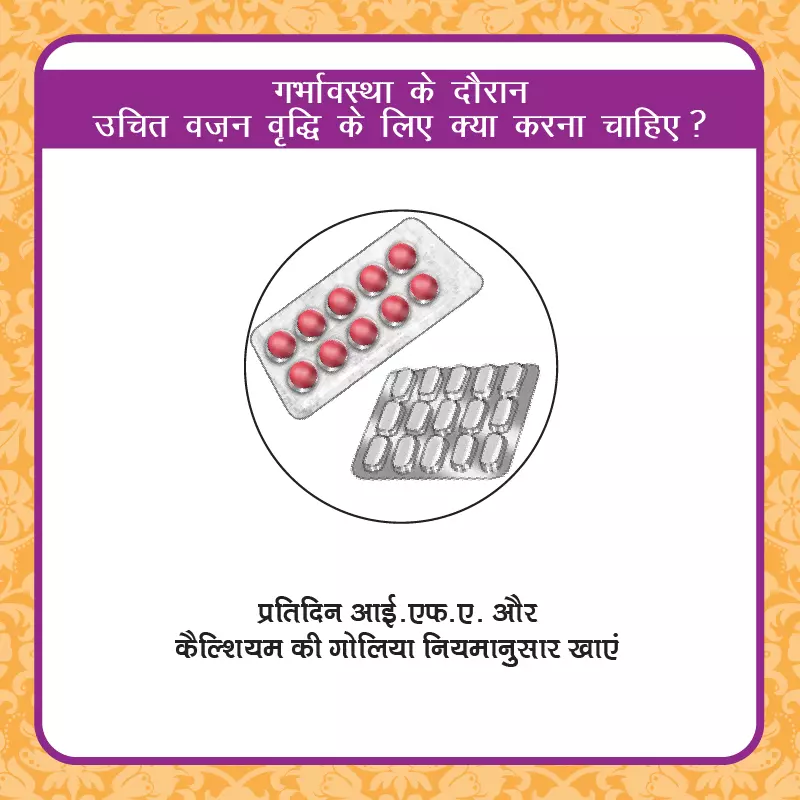 गर्भावस्था के दौरान
उचित वज़न वृद्धि के लिए क्या करना चाहिए ?
प्रतिदिन आई.एफ.ए. और
कैल्शियम की गोलिया नियमानुसार खाएं